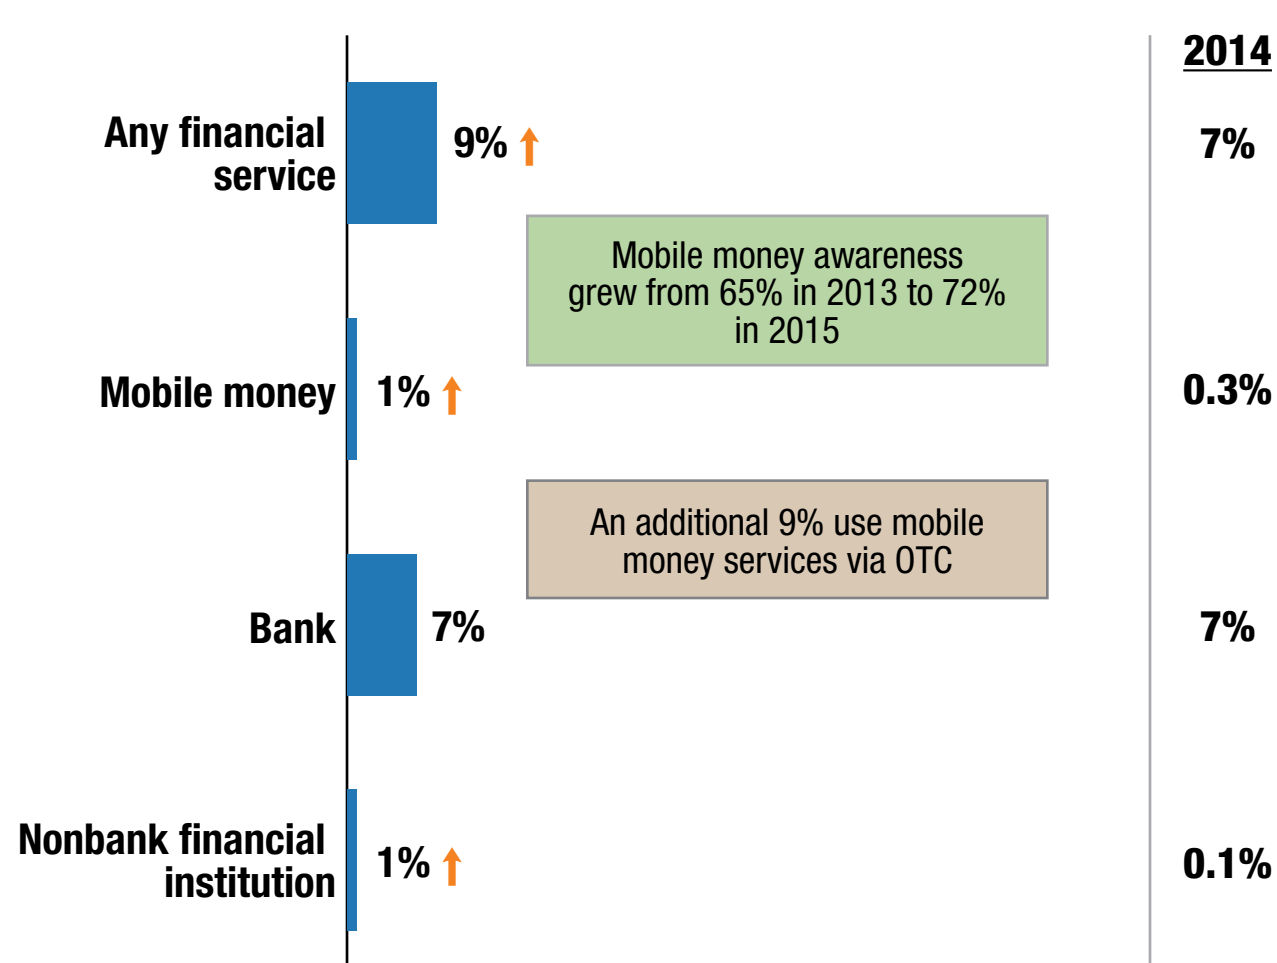 2014
Any financial
service
9%
7%
Mobile money awareness
grew from 65% in 2013 to 72%
in 2015
Mobile money
1%
0.3%
An additional 9% use mobile
money services via OTC
Bank
7%
7%
Nonbank financial
institution
1%
0.1%